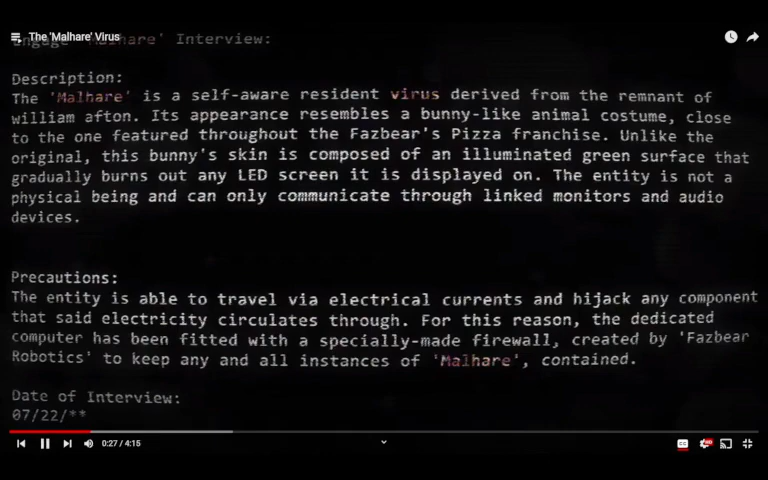 The 'Malhare' Virus
Engage 'Malhare' Interview:
Description:
The 'Malhare' is a self-aware resident virus derived from the remnant of
william afton. Its appearance resembles a bunny-like animal costume, close
to the one featured throughout the Fazbear's Pizza franchise. Unlike the
original, this bunny's skin is composed of an illuminated green surface that
gradually burns out any LED screen it is displayed on. The entity is not a
physical being and can only communicate through linked monitors and audio
devices.
Precautions:
The entity is able to travel via electrical currents and hijack any component
that said electricity circulates through. For this reason, the dedicated
computer has been fitted with a specially-made firewall, created by 'Fazbear
Robotics' to keep any and all instances of 'Malhare', contained.
Date of Interview:
07/22/**
0:27 / 4:15